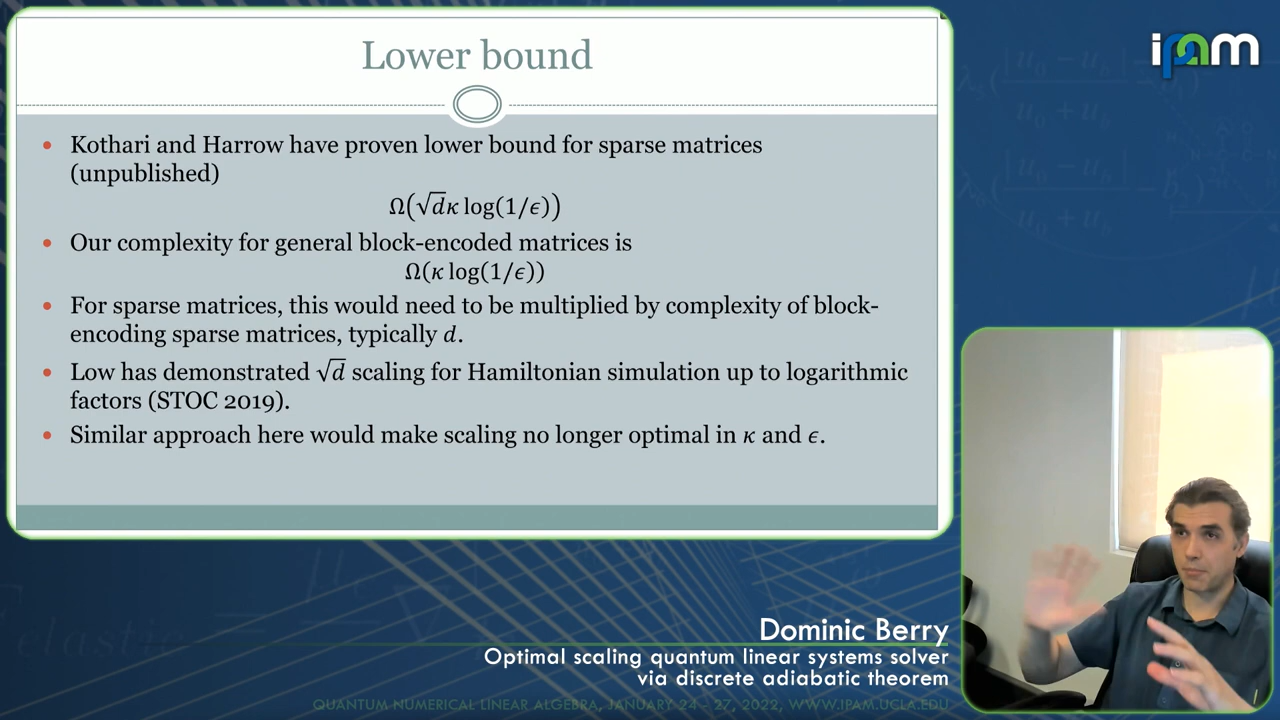 Lower bound
ipam
• Kothari and Harrow have proven lower bound for sparse matrices
(unpublished)
Ω(√d κ log(1/ϵ))
• Our complexity for general block-encoded matrices is
Ω(κ log(1/ϵ))
• For sparse matrices, this would need to be multiplied by complexity of block-
encoding sparse matrices, typically d.
• Low has demonstrated √d scaling for Hamiltonian simulation up to logarithmic
factors (STOC 2019).
• Similar approach here would make scaling no longer optimal in κ and ϵ.
Dominic Berry
Optimal scaling quantum linear systems solver
via discrete adiabatic theorem
QUANTUM NUMERICAL LINEAR ALGEBRA, JANUARY 24 - 27, 2022, WWW.IPAM.UCLA.EDU